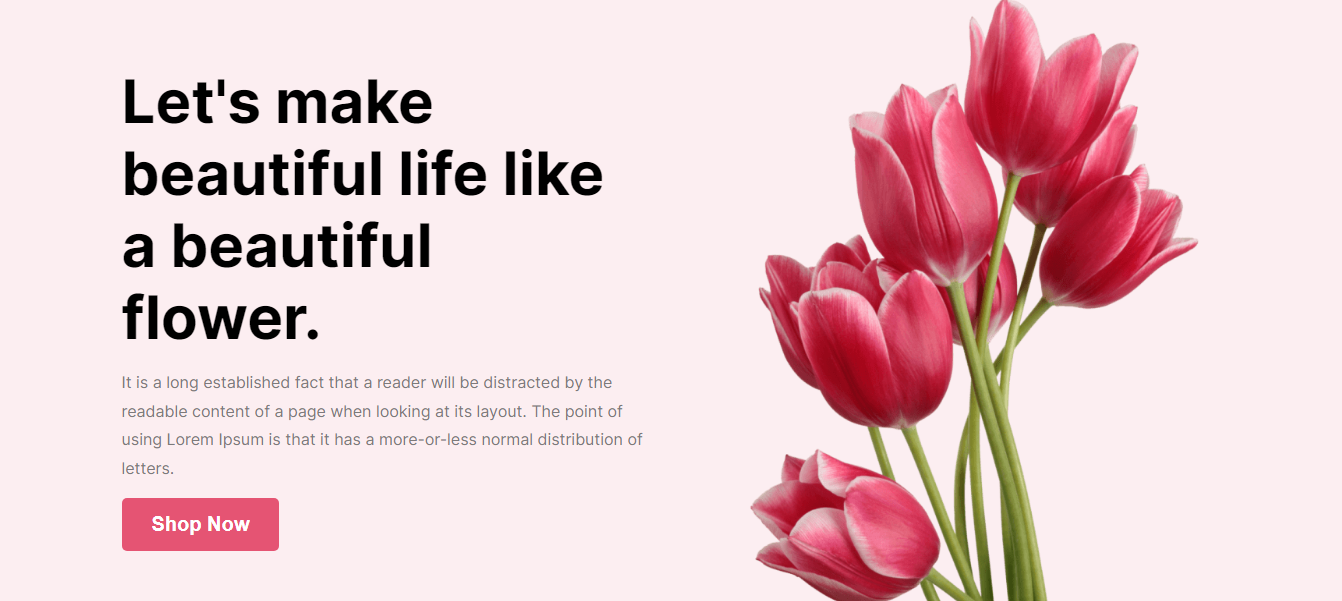 Let's make
beautiful life like
a beautiful
flower.
It is a long established fact that a reader will be distracted by the
readable content of a page when looking at its layout. The point of
using Lorem Ipsum is that it has a more-or-less normal distribution of
letters.
Shop Now